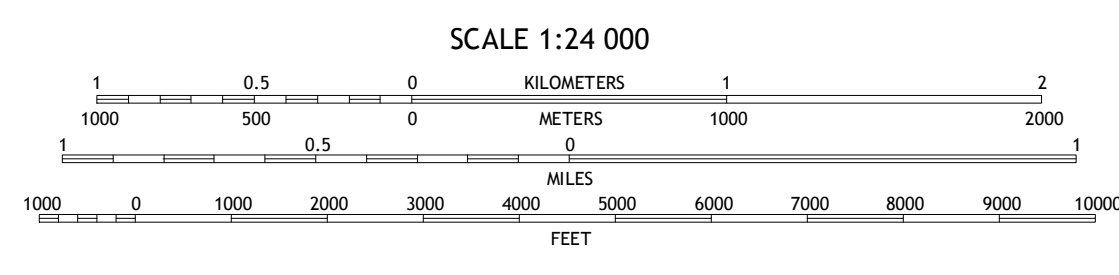 SCALE 1:24 000
1 0.5 0 KILOMETERS 1 2
1000 500 0 METERS 1000 2000
1 0.5 0 1
MILES
1000 0 1000 2000 3000 4000 5000 6000 7000 8000 9000 10000
FEET